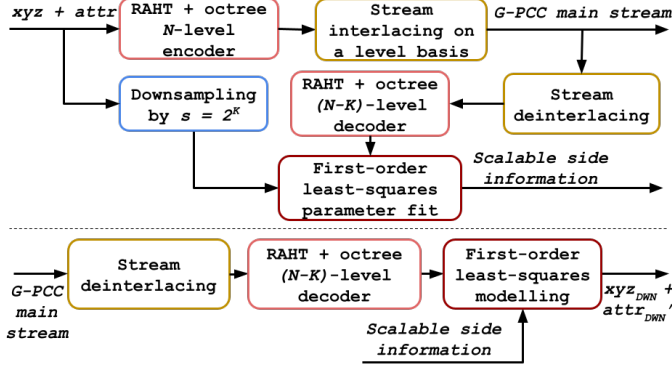 xyz + attr
RAHT + octree
N-level
encoder
Stream
interlacing on
a level basis
G-PCC main stream
Downsampling
by s = 2^K
RAHT + octree
(N-K)-level
decoder
Stream
deinterlacing
First-order
least-squares
parameter fit
Scalable side
information
G-PCC
main
stream
Stream
deinterlacing
RAHT + octree
(N-K)-level
decoder
First-order
least-squares
modelling
Scalable side
information
xyz_DWN +
attr_DWN^